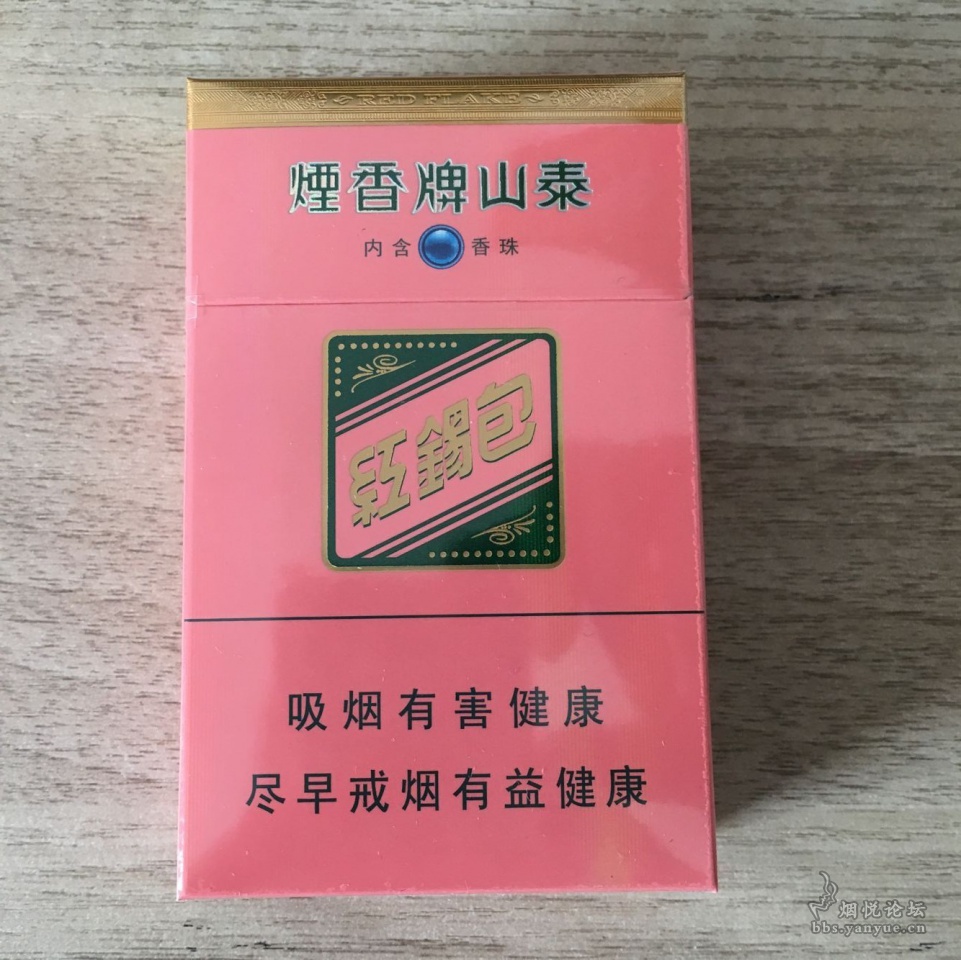 RED FLAKE
煙香牌山泰
内含香珠
紅錫包
吸烟有害健康
尽早戒烟有益健康
烟悦论坛
bbs.yanyue.cn